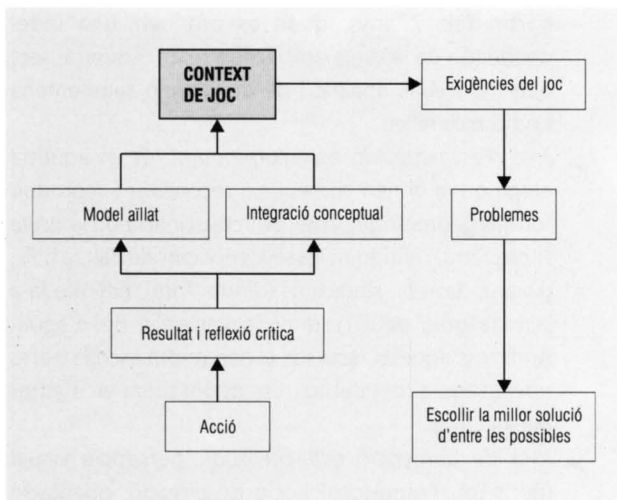 CONTEXT
DE JOC
Exigències del joc
Model aïllat
Integració conceptual
Problemes
Resultat i reflexió crítica
Acció
Escollir la millor solució
d'entre les possibles